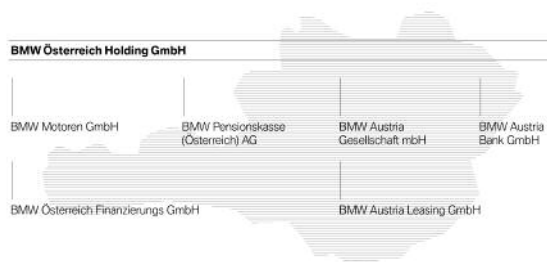 BMW Österreich Holding GmbH
BMW Motoren GmbH
BMW Pensionskasse
(Österreich) AG
BMW Austria
Gesellschaft mbH
BMW Austria
Bank GmbH
BMW Österreich Finanzierungs GmbH
BMW Austria Leasing GmbH